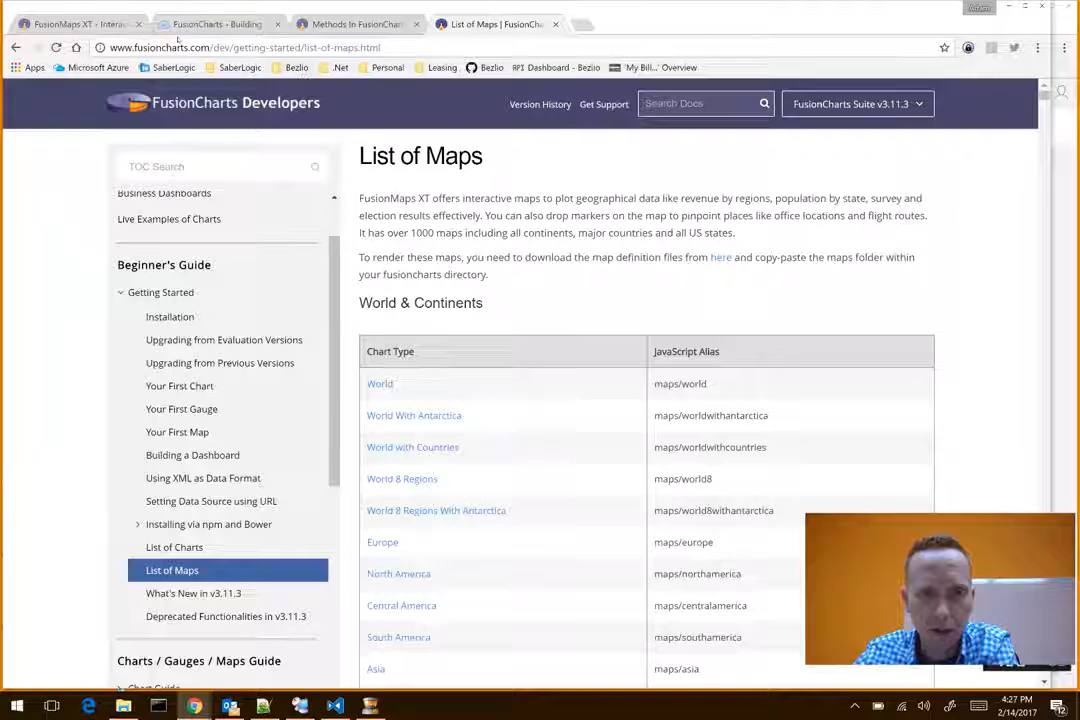 Adam
FusionMaps XT - Interac
FusionCharts - Building
Methods In FusionChar
List of Maps | FusionCha
www.fusioncharts.com/dev/getting-started/list-of-maps.html
Apps
Microsoft Azure
SaberLogic
SaberLogic
Bezlio
.Net
Personal
Leasing
Bezlio
API Dashboard - Bezlio
'My Bill...' Overview
FusionCharts Developers
Version History
Get Support
Search Docs
FusionCharts Suite v3.11.3
TOC Search
Business Dashboards
Live Examples of Charts
Beginner's Guide
Getting Started
Installation
Upgrading from Evaluation Versions
Upgrading from Previous Versions
Your First Chart
Your First Gauge
Your First Map
Building a Dashboard
Using XML as Data Format
Setting Data Source using URL
Installing via npm and Bower
List of Charts
List of Maps
What's New in v3.11.3
Deprecated Functionalities in v3.11.3
Charts / Gauges / Maps Guide
Chart Guide
List of Maps
FusionMaps XT offers interactive maps to plot geographical data like revenue by regions, population by state, survey and
election results effectively. You can also drop markers on the map to pinpoint places like office locations and flight routes.
It has over 1000 maps including all continents, major countries and all US states.
To render these maps, you need to download the map definition files from here and copy-paste the maps folder within
your fusioncharts directory.
World & Continents
Chart Type JavaScript Alias
World maps/world
World With Antarctica maps/worldwithantarctica
World with Countries maps/worldwithcountries
World 8 Regions maps/world8
World 8 Regions With Antarctica maps/world8withantarctica
Europe maps/europe
North America maps/northamerica
Central America maps/centralamerica
South America maps/southamerica
Asia maps/asia
4:27 PM
2/14/2017
12